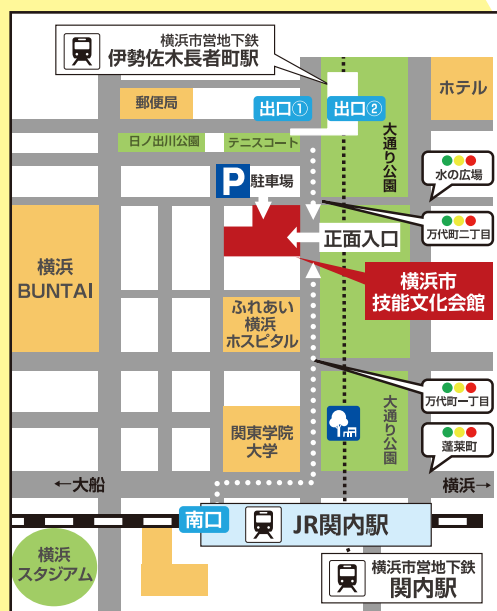 横浜市営地下鉄
伊勢佐木長者町駅
郵便局
出口①
出口②
ホテル
日ノ出川公園
テニスコート
大通り公園
水の広場
P 駐車場
万代町二丁目
正面入口
横浜
BUNTAI
横浜市
技能文化会館
ふれあい
横浜
ホスピタル
万代町一丁目
関東学院
大学
大通り公園
蓬莱町
←大船
横浜→
南口
JR関内駅
横浜
スタジアム
横浜市営地下鉄
関内駅